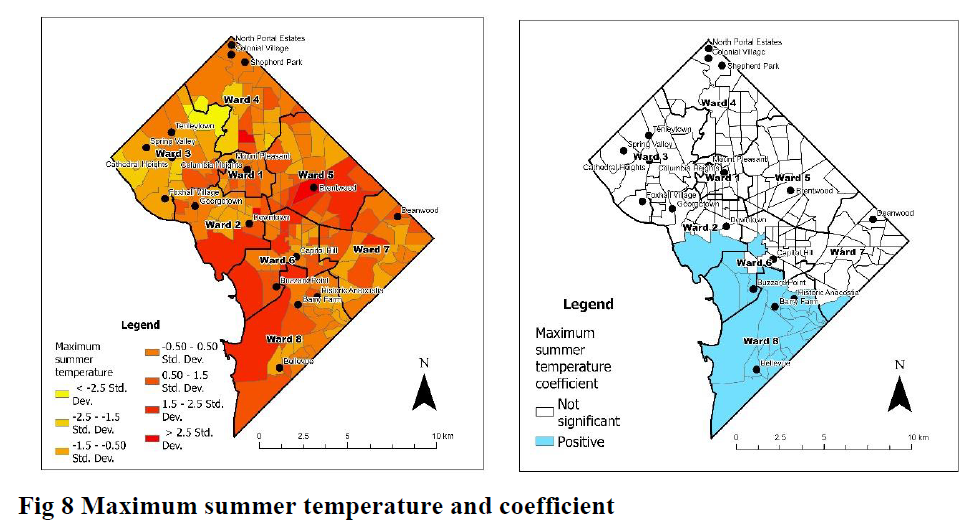 North Portal Estates
Colonial Village
Shepherd Park
Ward 4
Tenleytown
Spring Valley
Ward 3
Cathedral Heights
Columbia Heights
Mount Pleasant
Ward 1
Ward 5
Brentwood
Foxhall Village
Georgetown
Deanwood
Ward 2
Downtown
Ward 7
Capitol Hill
Ward 6
Buzzard Point
Historic Anacostia
Barry Farm
Ward 8
Bellevue
Legend
Maximum
summer
temperature
< -2.5 Std.
Dev.
-2.5 - -1.5
Std. Dev.
-1.5 - -0.50
Std. Dev.
-0.50 - 0.50
Std. Dev.
0.50 - 1.5
Std. Dev.
1.5 - 2.5 Std.
Dev.
> 2.5 Std.
Dev.
N
0 2.5 5 10 km
North Portal Estates
Colonial Village
Shepherd Park
Ward 4
Tenleytown
Spring Valley
Ward 3
Cathedral Heights
Columbia Heights
Mount Pleasant
Ward 1
Ward 5
Brentwood
Foxhall Village
Georgetown
Deanwood
Ward 2
Downtown
Ward 7
Capitol Hill
Ward 6
Buzzard Point
Historic Anacostia
Barry Farm
Ward 8
Bellevue
Legend
Maximum
summer
temperature
coefficient
Not
significant
Positive
N
0 2.5 5 10 km
Fig 8 Maximum summer temperature and coefficient